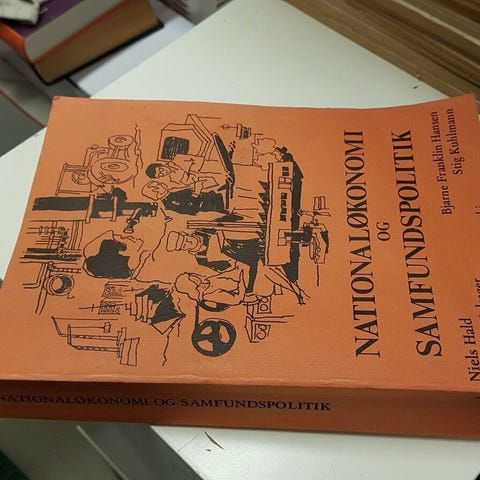 NATIONALØKONOMI
OG
SAMFUNDSPOLITIK
Bjarne Franklin Hansen
Stig Kuhlmann
Niels Hald
NATIONALØKONOMI OG SAMFUNDSPOLITIK